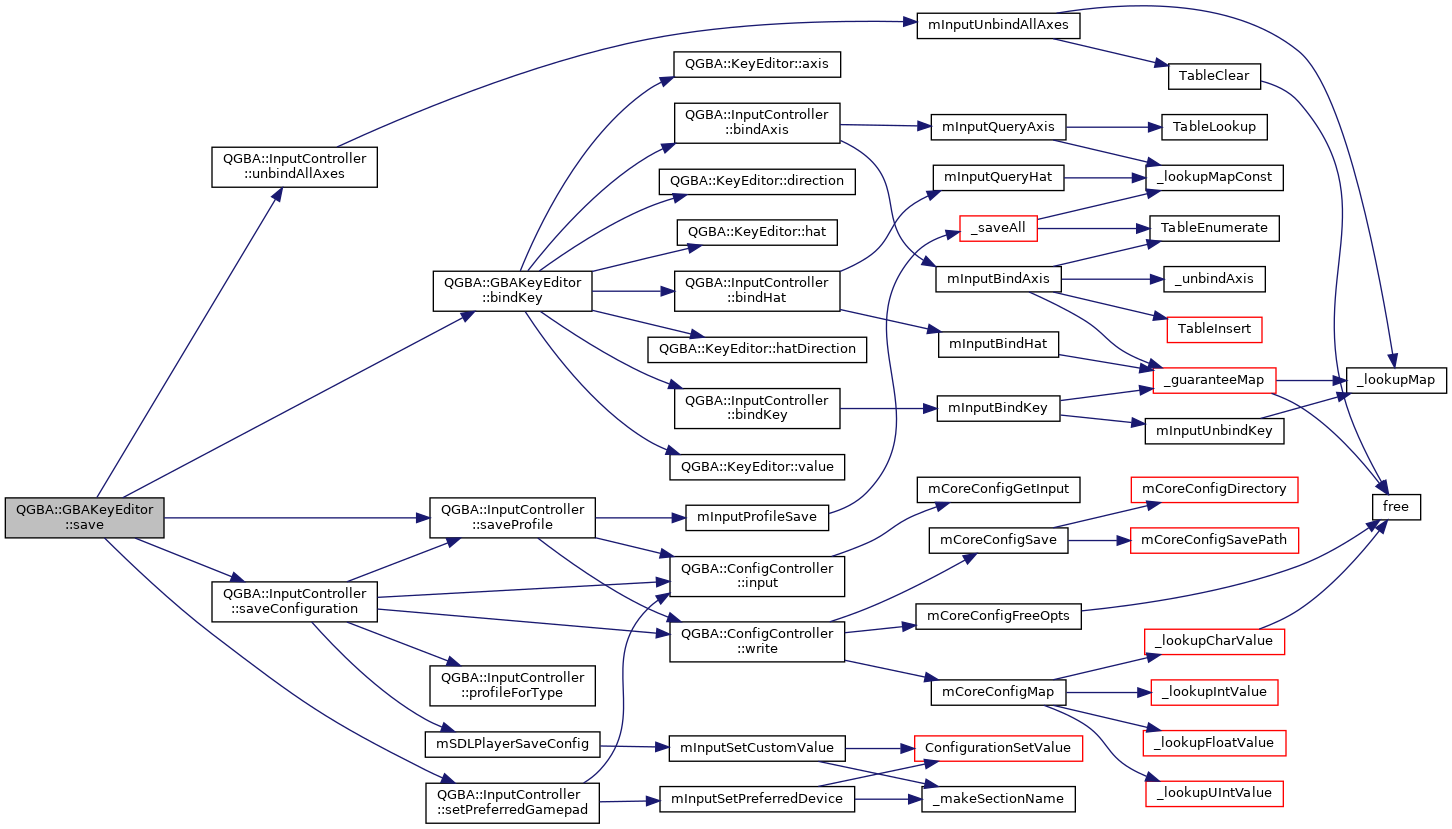 QGBA::GBAKeyEditor
::save
QGBA::InputController
::unbindAllAxes
QGBA::GBAKeyEditor
::bindKey
QGBA::InputController
::saveProfile
QGBA::InputController
::saveConfiguration
QGBA::InputController
::profileForType
mSDLPlayerSaveConfig
QGBA::InputController
::setPreferredGamepad
QGBA::KeyEditor::axis
QGBA::InputController
::bindAxis
QGBA::KeyEditor::direction
QGBA::KeyEditor::hat
QGBA::InputController
::bindHat
QGBA::KeyEditor::hatDirection
QGBA::InputController
::bindKey
QGBA::KeyEditor::value
mInputProfileSave
QGBA::ConfigController
::input
QGBA::ConfigController
::write
mInputSetCustomValue
mInputSetPreferredDevice
mInputUnbindAllAxes
mInputQueryAxis
mInputQueryHat
_saveAll
mInputBindAxis
mInputBindHat
mInputBindKey
mCoreConfigGetInput
mCoreConfigSave
mCoreConfigFreeOpts
mCoreConfigMap
ConfigurationSetValue
_makeSectionName
TableClear
TableLookup
_lookupMapConst
TableEnumerate
_unbindAxis
TableInsert
_guaranteeMap
mInputUnbindKey
mCoreConfigDirectory
mCoreConfigSavePath
_lookupCharValue
_lookupIntValue
_lookupFloatValue
_lookupUIntValue
_lookupMap
free